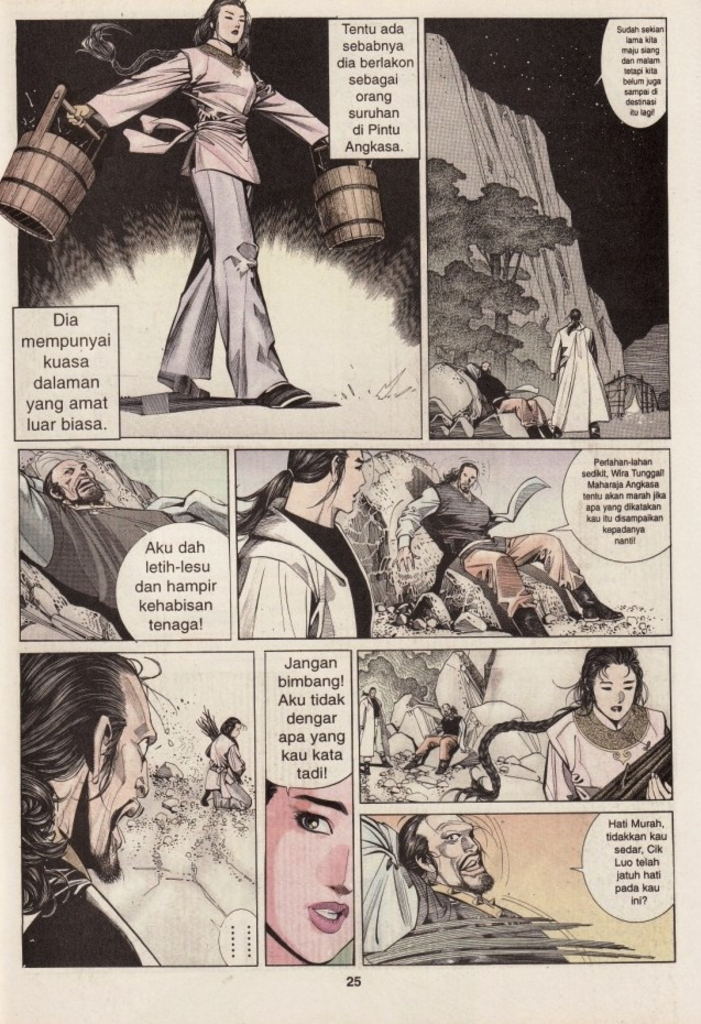 Tentu ada
sebabnya
dia berlakon
sebagai
orang
suruhan
di Pintu
Angkasa.
Dia
mempunyai
kuasa
dalaman
yang amat
luar biasa.
Sudah sekian
lama kita
maju siang
dan malam
tetapi kita
belum juga
sampai di
destinasi
itu lagi!
Aku dah
letih-lesu
dan hampir
kehabisan
tenaga!
Perlahan-lahan
sedikit, Wira Tunggal!
Maharaja Angkasa
tentu akan marah jika
apa yang dikatakan
kau itu disampaikan
kepadanya
nanti!
Jangan
bimbang!
Aku tidak
dengar
apa yang
kau kata
tadi!
Hati Murah,
tidakkan kau
sedar, Cik
Luo telah
jatuh hati
pada kau
ini?
25